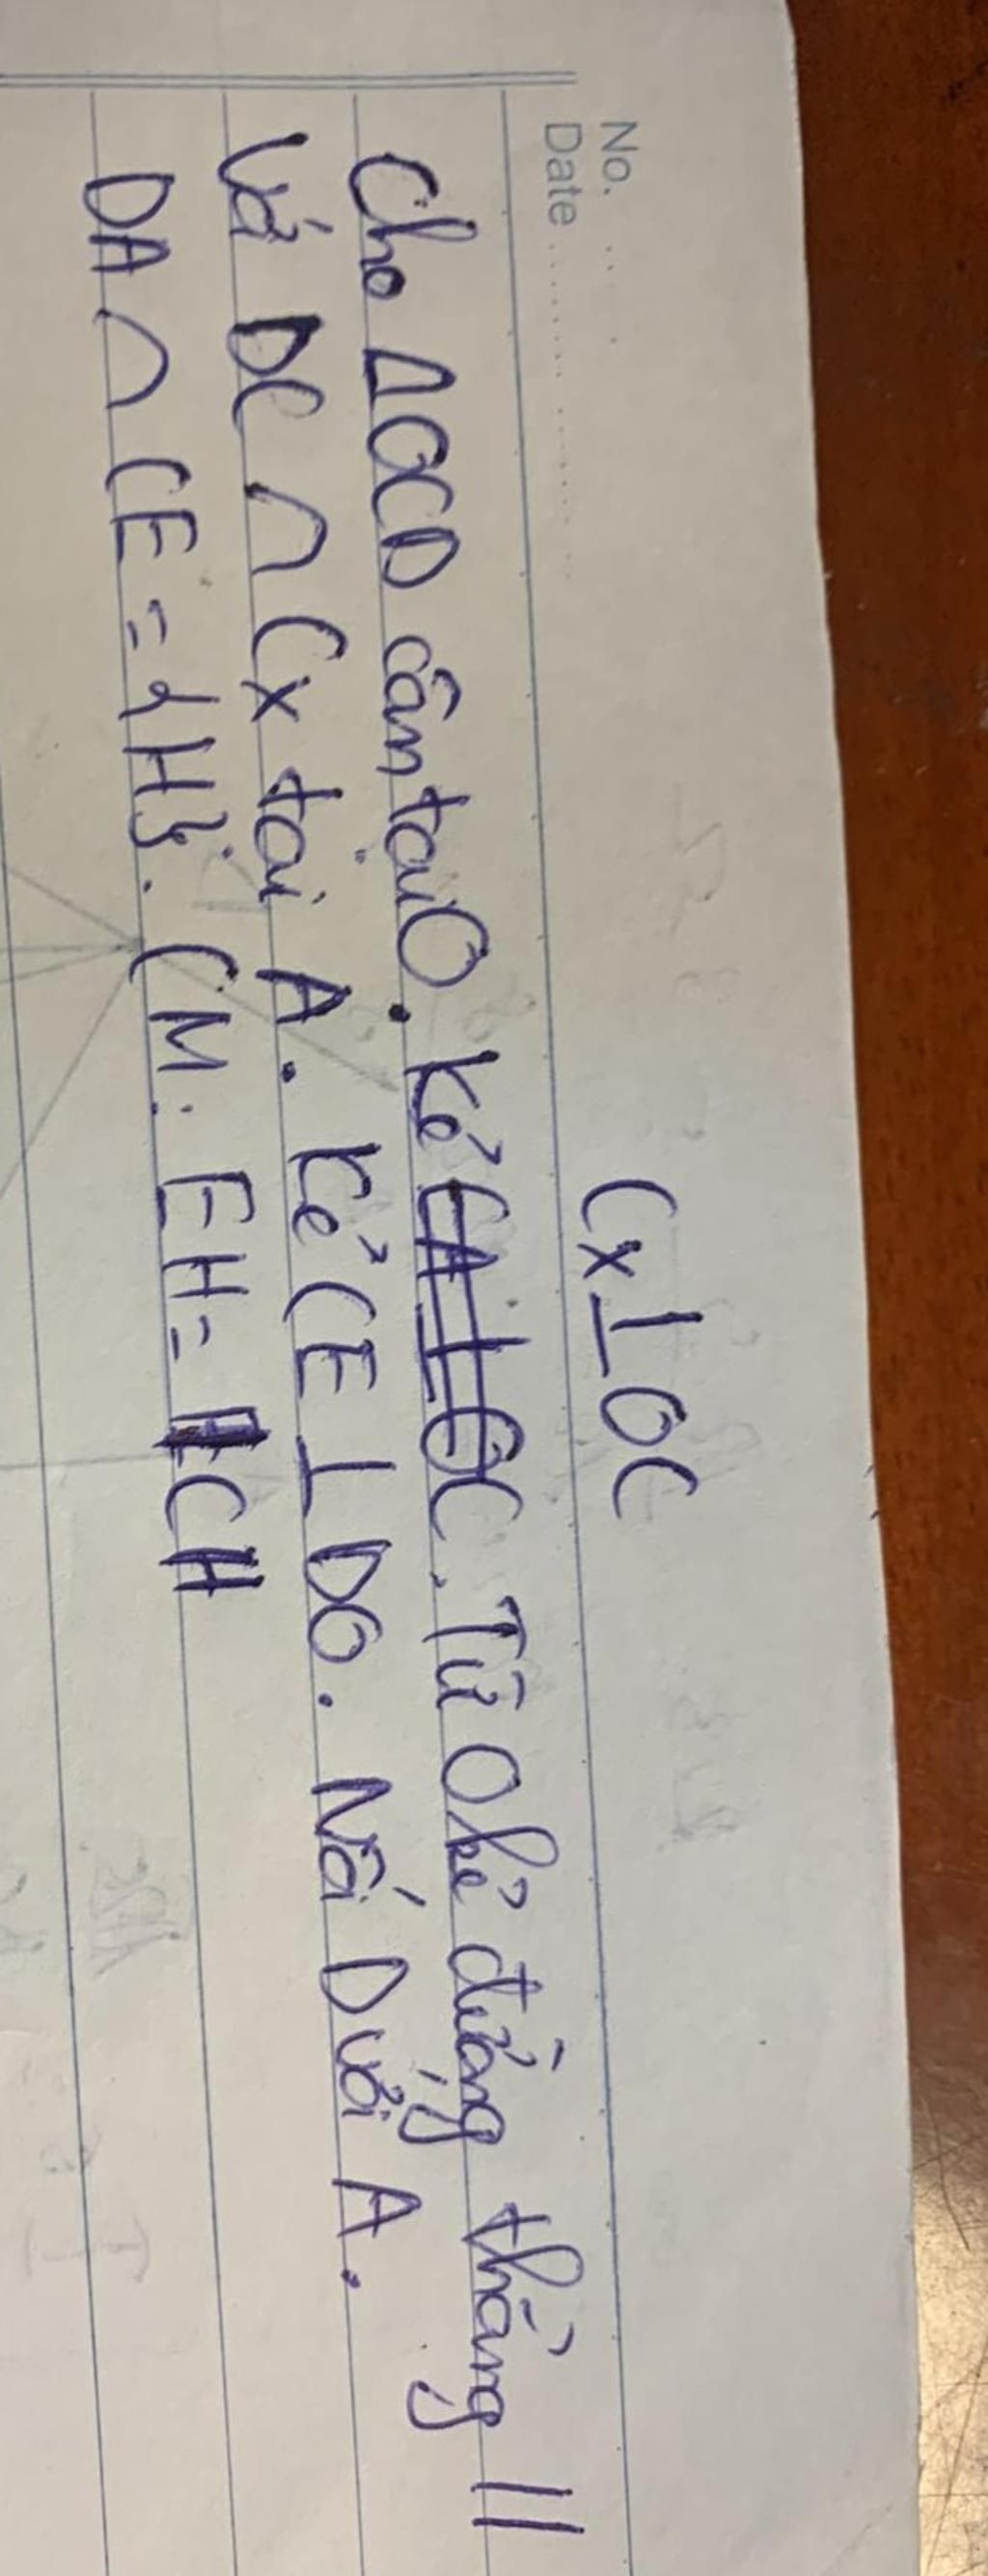 No. .....
Date ...................
Cx ⊥ OC
Cho ΔOCD cân tại O. Kẻ CA ⊥ OC. Từ O kẻ đường thẳng //
với DC ∩ Cx tại A. Kẻ CE ⊥ DO. Nối D với A.
DA ∩ CE = {H}. CM: EH = CH